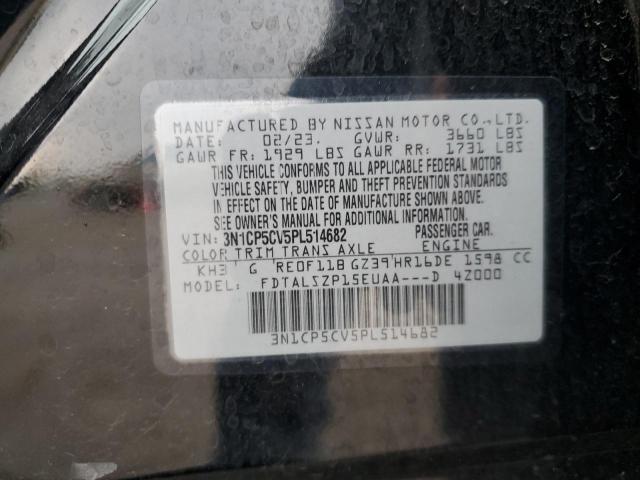 MANUFACTURED BY NISSAN MOTOR CO.,LTD.
DATE: 02/23. GVWR: 3660 LBS
GAWR FR: 1929 LBS GAWR RR: 1731 LBS
THIS VEHICLE CONFORMS TO ALL APPLICABLE FEDERAL MOTOR
VEHICLE SAFETY, BUMPER AND THEFT PREVENTION STANDARDS
IN EFFECT ON THE DATE OF MANUFACTURE SHOWN ABOVE.
SEE OWNER'S MANUAL FOR ADDITIONAL INFORMATION.
VIN: 3N1CP5CV5PL514682 PASSENGER CAR.
COLOR TRIM TRANS AXLE ENGINE
KH3 G RE0F11B GZ39 HR16DE 1598 CC
MODEL: FDTALSZP15EUAA---D 4Z000
3N1CP5CV5PL514682